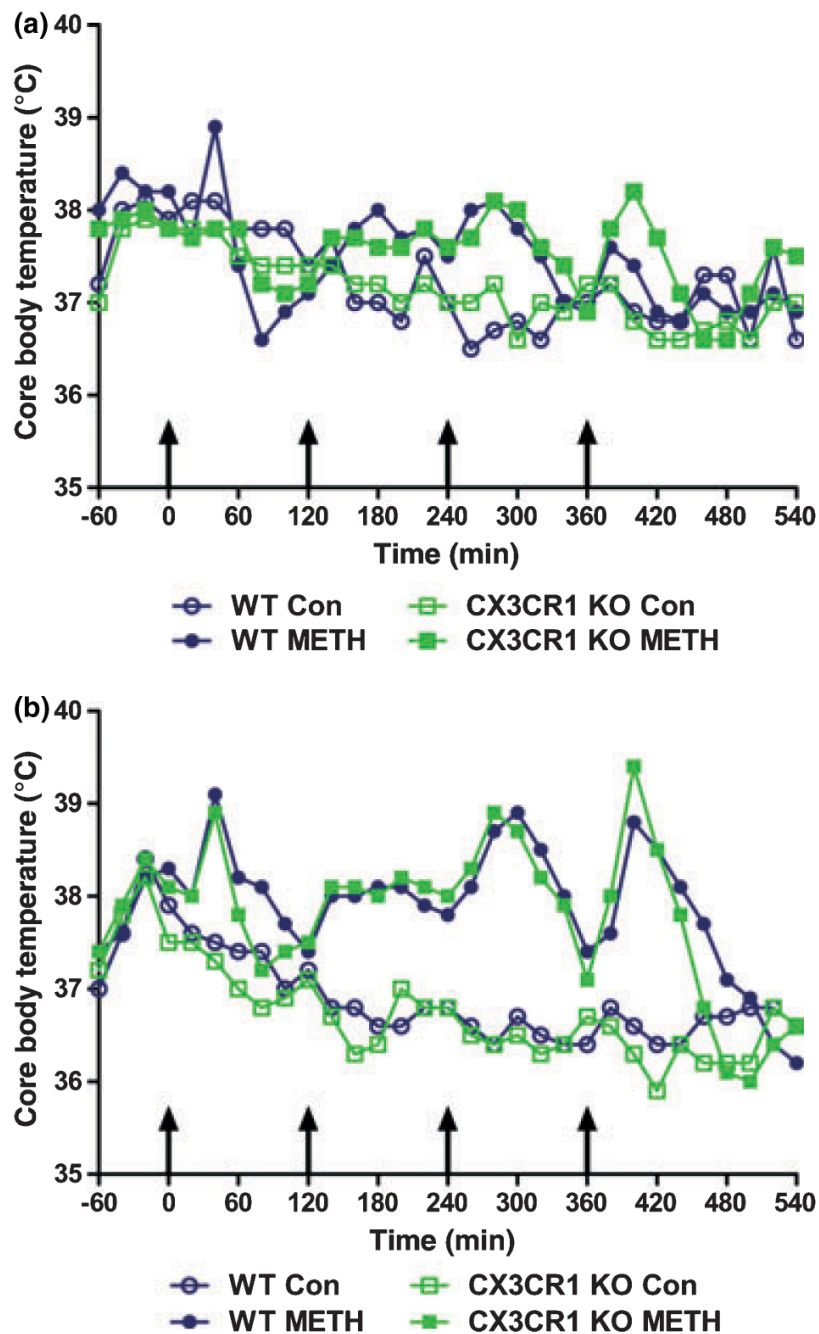 (a)
Core body temperature (°C)
40
39
38
37
36
35
-60 0 60 120 180 240 300 360 420 480 540
Time (min)
WT Con CX3CR1 KO Con
WT METH CX3CR1 KO METH
(b)
Core body temperature (°C)
40
39
38
37
36
35
-60 0 60 120 180 240 300 360 420 480 540
Time (min)
WT Con CX3CR1 KO Con
WT METH CX3CR1 KO METH